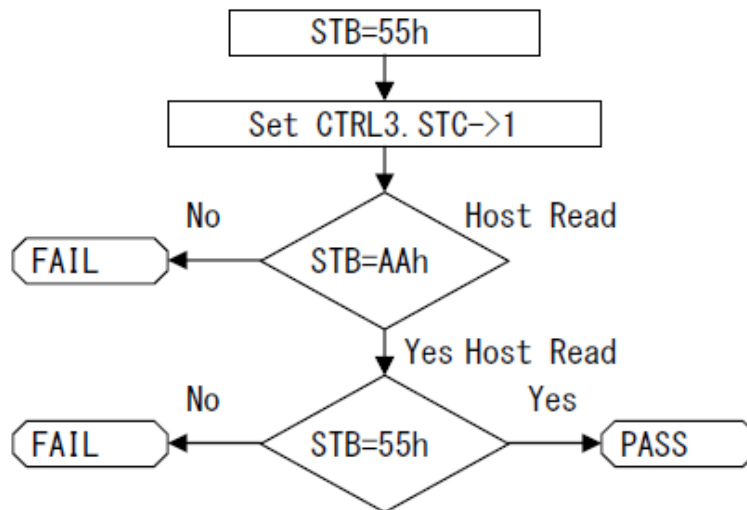 STB=55h
Set CTRL3.STC->1
No
Host Read
FAIL
STB=AAh
Yes Host Read
No
Yes
FAIL
STB=55h
PASS